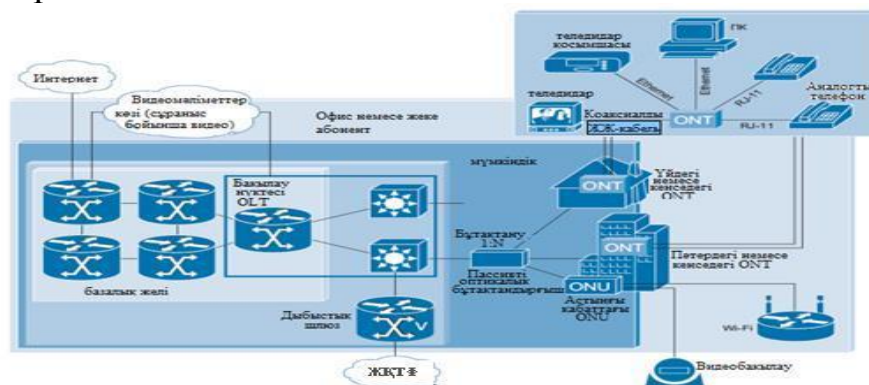 теледидар
косымшасы
ПК
Ethernet
Ethernet
RJ-11
RJ-11
Аналогты
телефон
ONT
теледидар
Коаксиалды
ЖЖ-кабель
Интернет
Видеомәліметтер
көзі (сұраныс
бойынша видео)
Офис немесе жеке
абонент
мүмкіндік
Бақылау
нүктесі
OLT
Үйдегі
немесе
кеңседегі
ONT
ONT
Бұтақтану
1:N
ONT
Пәтердегі немесе
кеңседегі ONT
Пассивті
оптикалық
бұтақтандырғыш
ONU
Астыңғы
қабаттағы
ONU
базалық желі
Дыбыстық
шлюз
V
Wi-Fi
Видеобақылау